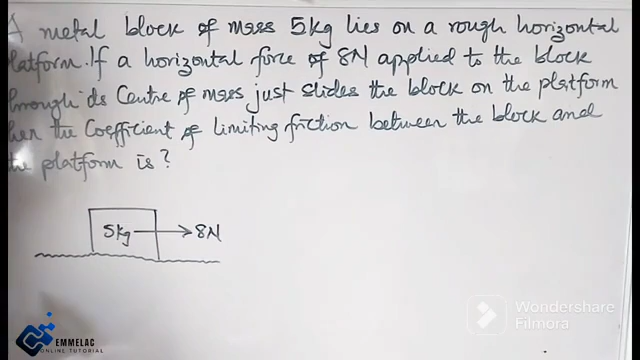 A metal block of mass 5kg lies on a rough horizontal
platform. If a horizontal force of 8N applied to the block
through its Centre of mass just slides the block on the platform
then the Coefficient of limiting friction between the block and
the platform is?
5kg → 8N
Wondershare
Filmora
EMMELAC
ONLINE TUTORIAL